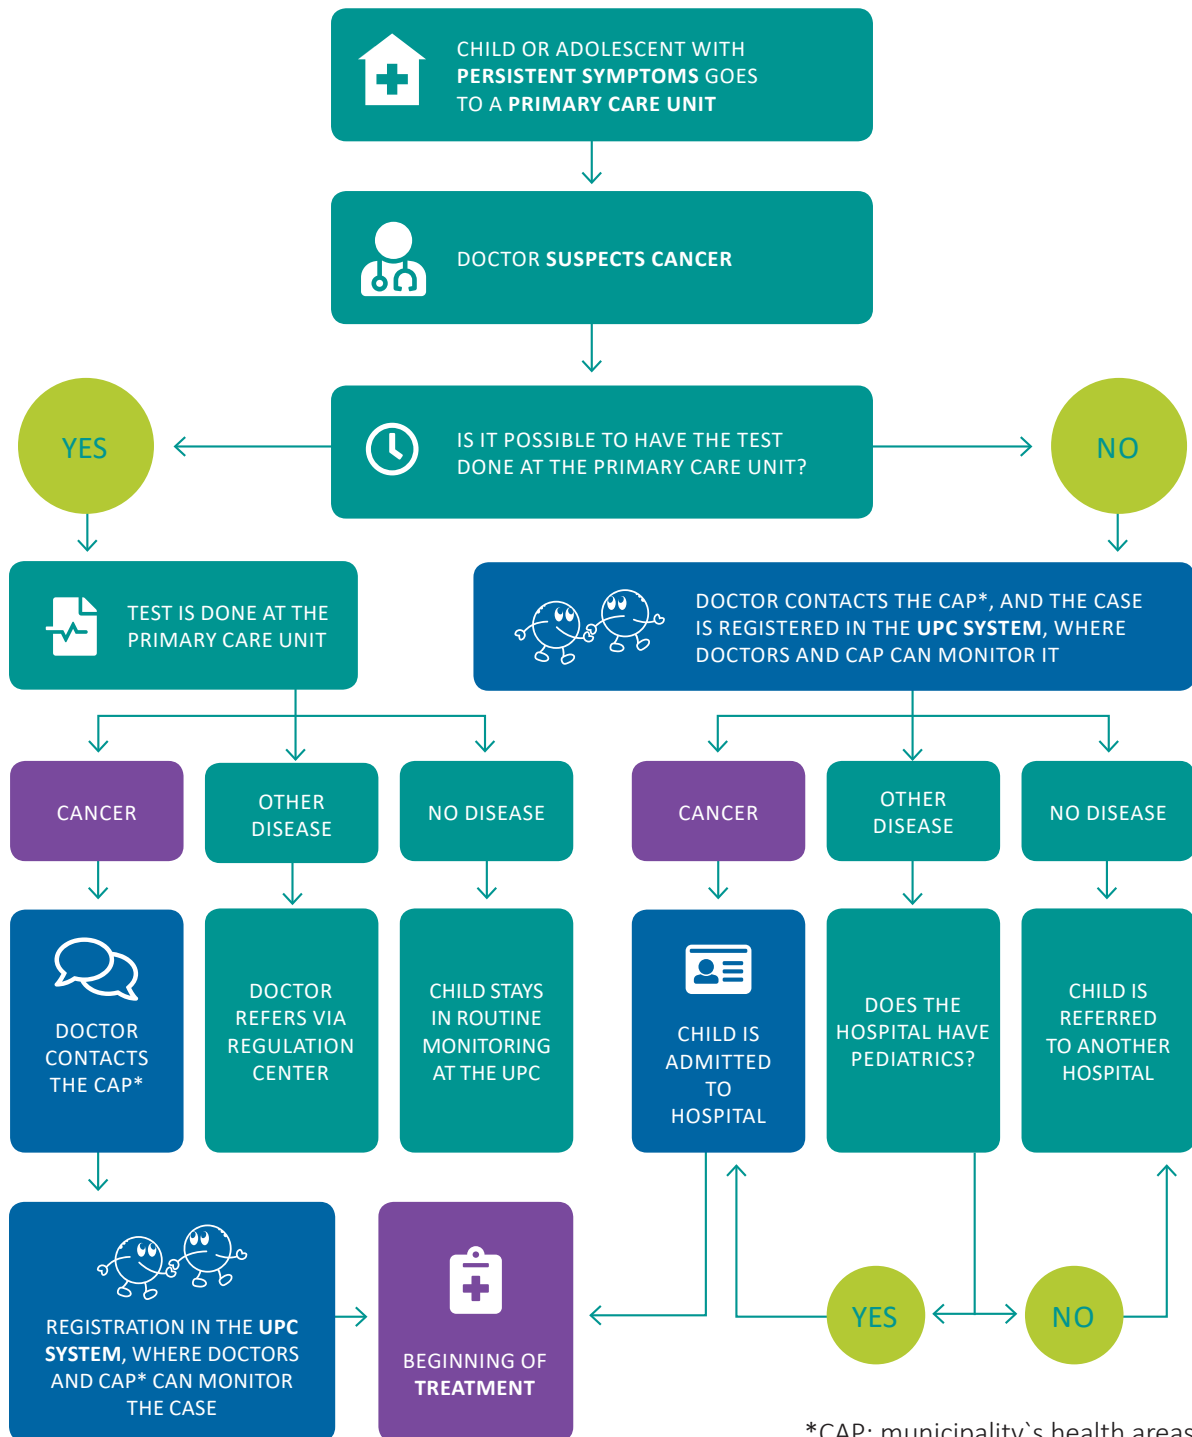 CHILD OR ADOLESCENT WITH
PERSISTENT SYMPTOMS GOES
TO A PRIMARY CARE UNIT
DOCTOR SUSPECTS CANCER
YES
IS IT POSSIBLE TO HAVE THE TEST
DONE AT THE PRIMARY CARE UNIT?
NO
TEST IS DONE AT THE
PRIMARY CARE UNIT
DOCTOR CONTACTS THE CAP*, AND THE CASE
IS REGISTERED IN THE UPC SYSTEM, WHERE
DOCTORS AND CAP CAN MONITOR IT
CANCER
OTHER
DISEASE
NO DISEASE
CANCER
OTHER
DISEASE
NO DISEASE
DOCTOR
CONTACTS
THE CAP*
DOCTOR
REFERS VIA
REGULATION
CENTER
CHILD STAYS
IN ROUTINE
MONITORING
AT THE UPC
CHILD IS
ADMITTED
TO
HOSPITAL
DOES THE
HOSPITAL HAVE
PEDIATRICS?
CHILD IS
REFERRED
TO ANOTHER
HOSPITAL
REGISTRATION IN THE UPC
SYSTEM, WHERE DOCTORS
AND CAP* CAN MONITOR
THE CASE
BEGINNING OF
TREATMENT
YES
NO
*CAP: municipality`s health areas